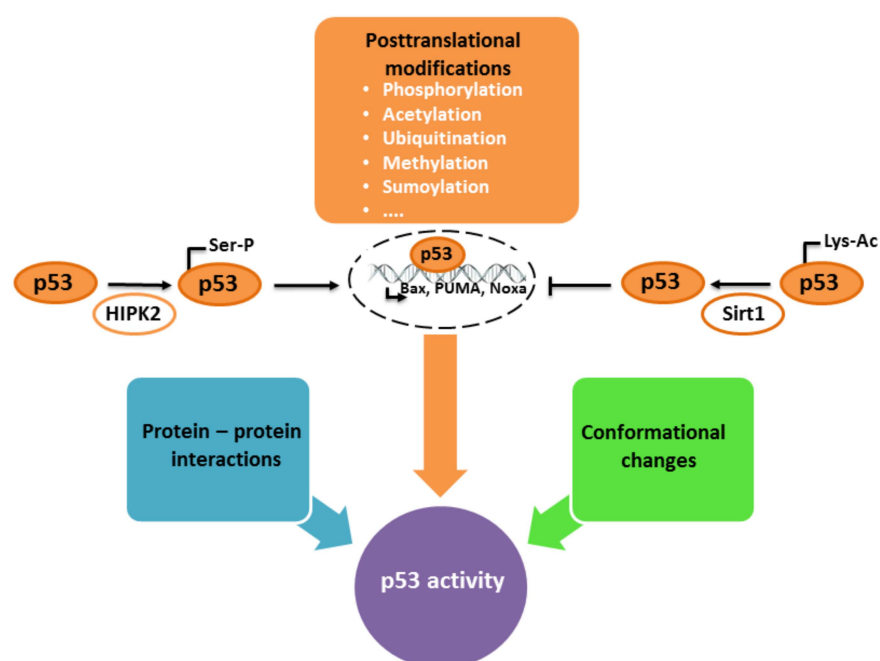 Posttranslational
modifications
• Phosphorylation
• Acetylation
• Ubiquitination
• Methylation
• Sumoylation
• ....
p53
HIPK2
Ser-P
p53
p53
Bax, PUMA, Noxa
p53
Sirt1
Lys-Ac
p53
Protein – protein
interactions
Conformational
changes
p53 activity